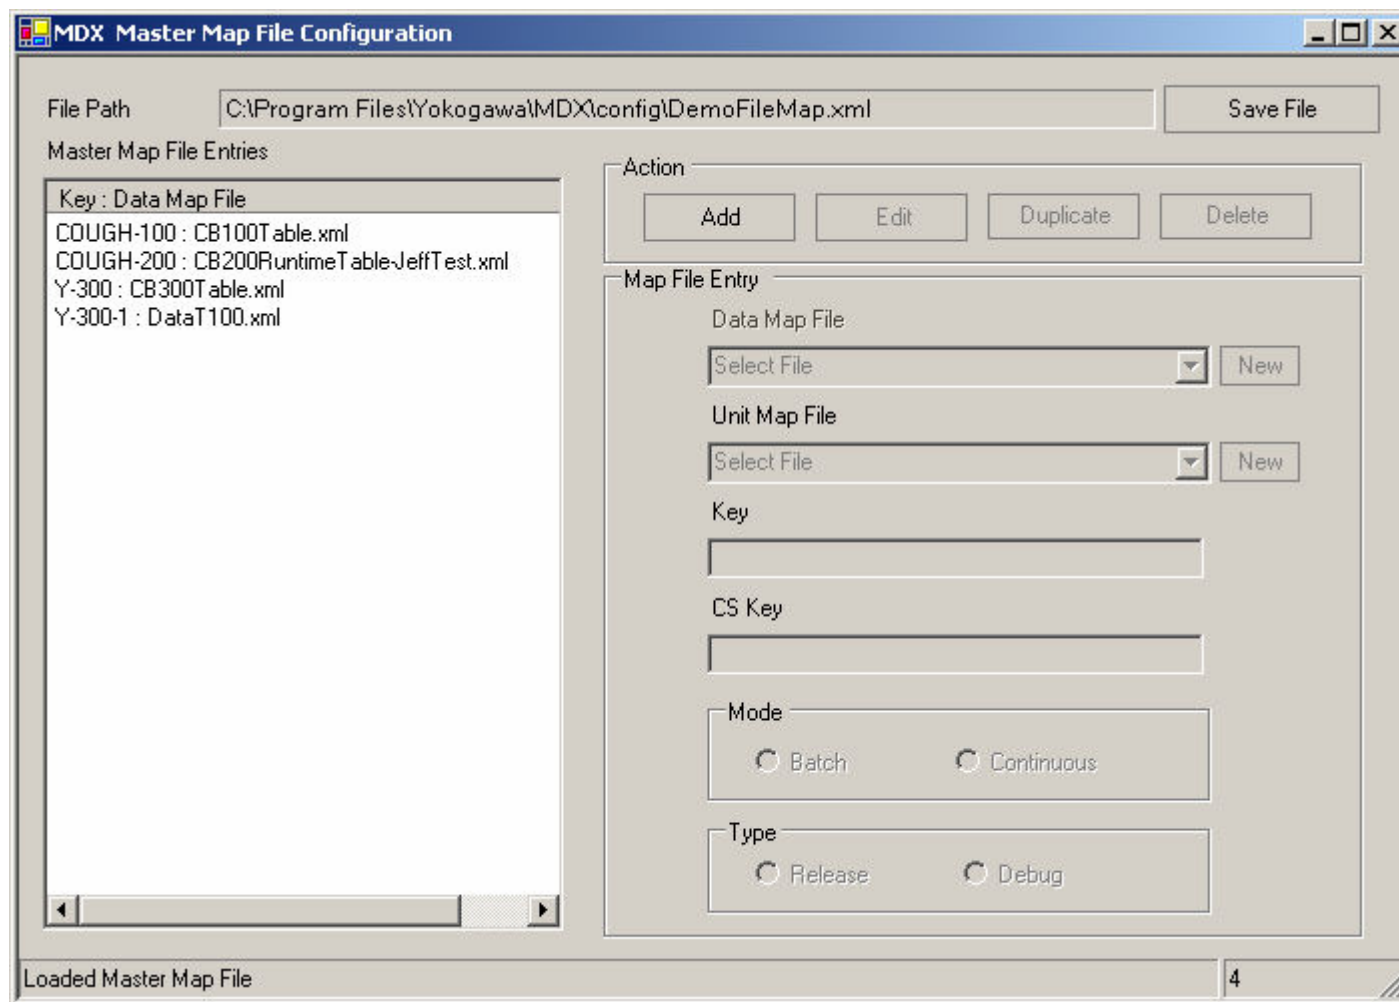 MDX Master Map File Configuration
File Path
C:\Program Files\Yokogawa\MDX\config\DemoFileMap.xml
Save File
Master Map File Entries
Key : Data Map File
COUGH-100 : CB100Table.xml
COUGH-200 : CB200RuntimeTable-JeffTest.xml
Y-300 : CB300Table.xml
Y-300-1 : DataT100.xml
Action
Add
Edit
Duplicate
Delete
Map File Entry
Data Map File
Select File
New
Unit Map File
Select File
New
Key
CS Key
Mode
Batch
Continuous
Type
Release
Debug
Loaded Master Map File
4